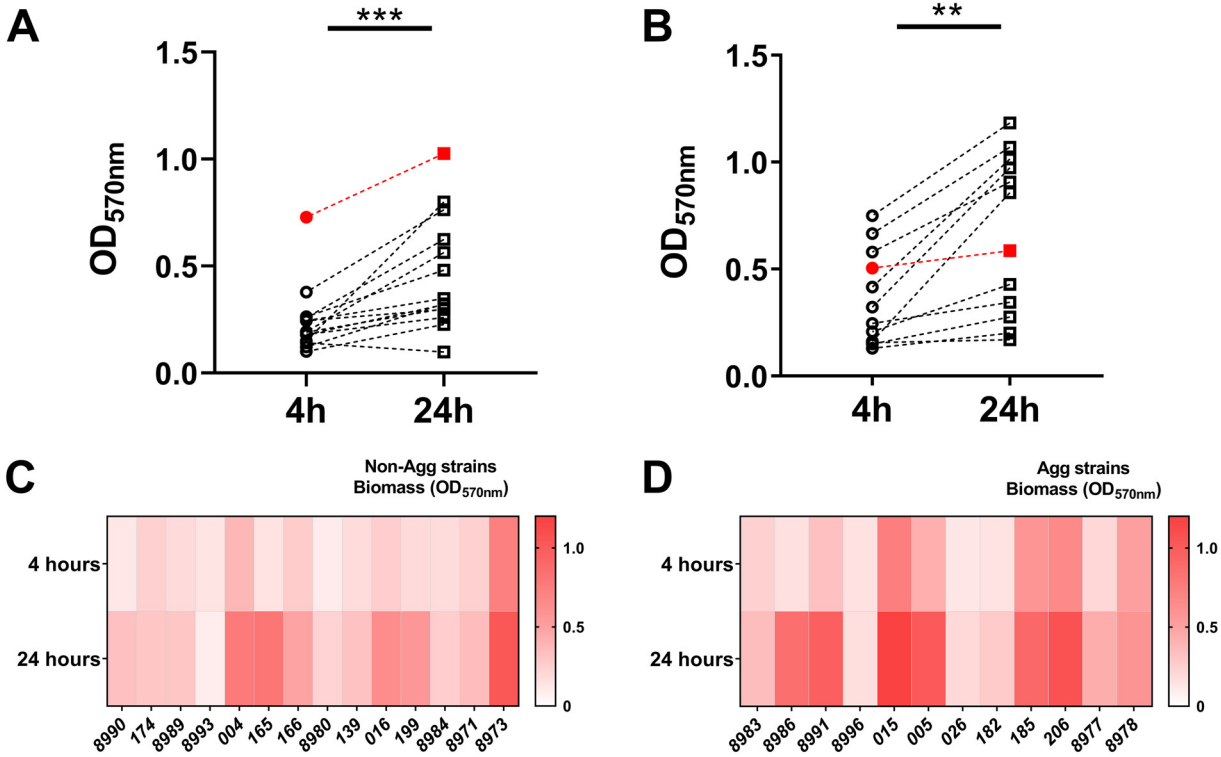 A
***
1.5
1.0
0.5
0.0
OD570nm
4h
24h
B
**
1.5
1.0
0.5
0.0
OD570nm
4h
24h
C
Non-Agg strains
Biomass (OD570nm)
4 hours
24 hours
1.0
0.5
0
8990
174
8989
8993
004
165
166
8980
139
016
199
8984
8971
8973
D
Agg strains
Biomass (OD570nm)
4 hours
24 hours
1.0
0.5
0
8983
8986
8991
8996
015
005
026
182
185
206
8977
8978